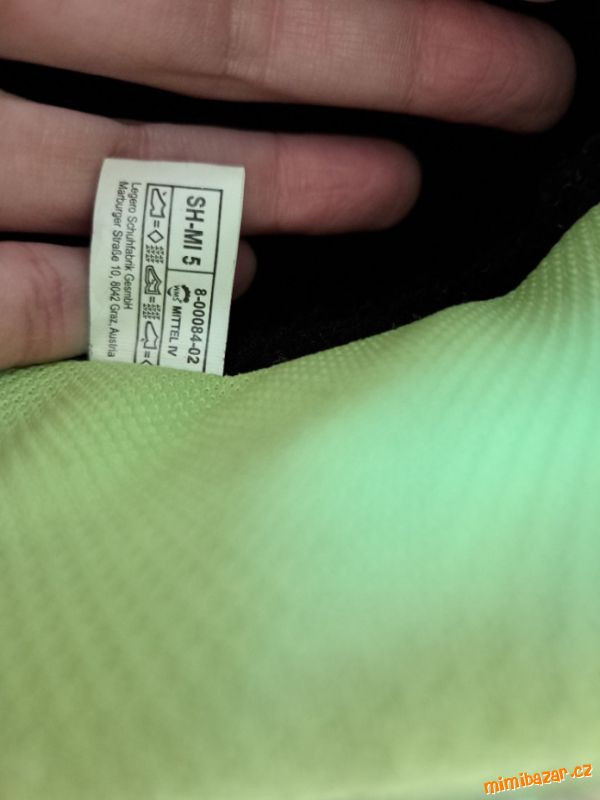 SH-MI 5
8-00084-02
WMS MITTEL IV
Legero Schuhfabrik GesmbH
Marburger Straße 10, 8042 Graz, Austria
mimibazar.cz